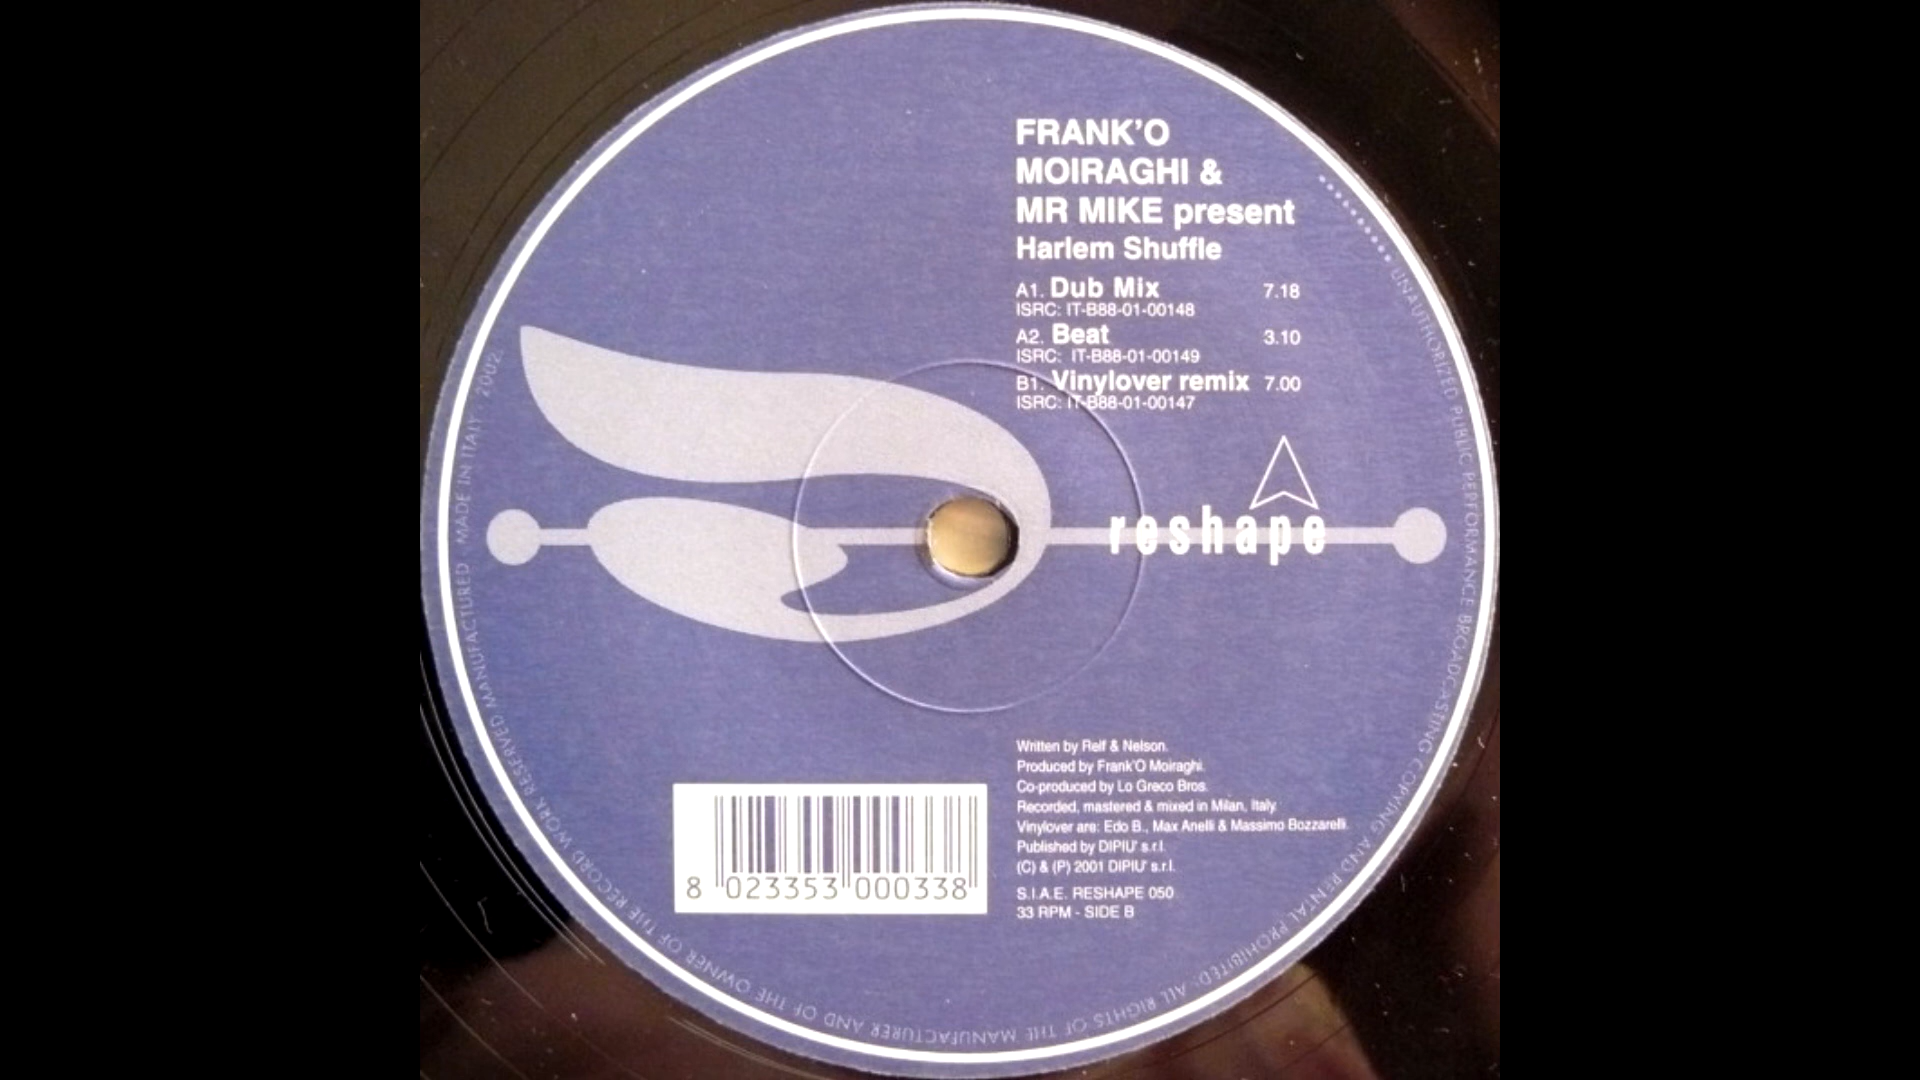 FRANK'O
MOIRAGHI &
MR MIKE present
Harlem Shuffle
A1. Dub Mix 7.18
ISRC: IT-B88-01-00148
A2. Beat 3.10
ISRC: IT-B88-01-00149
B1. Vinylover remix 7.00
ISRC: IT-B88-01-00147
reshape
Written by Relf & Nelson.
Produced by Frank'O Moiraghi.
Co-produced by Lo Greco Bros.
Recorded, mastered & mixed in Milan, Italy.
Vinylover are: Edo B., Max Anelli & Massimo Bozzarelli.
Published by DIPIU' s.r.l.
(C) & (P) 2001 DIPIU' s.r.l.
S.I.A.E. RESHAPE 050
33 RPM - SIDE B
8 023353 000338
UNAUTHORIZED PUBLIC PERFORMANCE BROADCASTING COPYING AND RENTAL PROHIBITED. ALL RIGHTS OF THE MANUFACTURER AND OF THE OWNER OF THE RECORD WORK RESERVED MANUFACTURED. MADE IN ITALY. 2002.